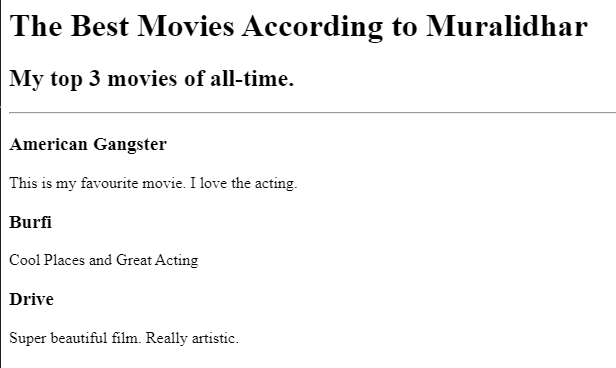 The Best Movies According to Muralidhar
My top 3 movies of all-time.
American Gangster
This is my favourite movie. I love the acting.
Burfi
Cool Places and Great Acting
Drive
Super beautiful film. Really artistic.